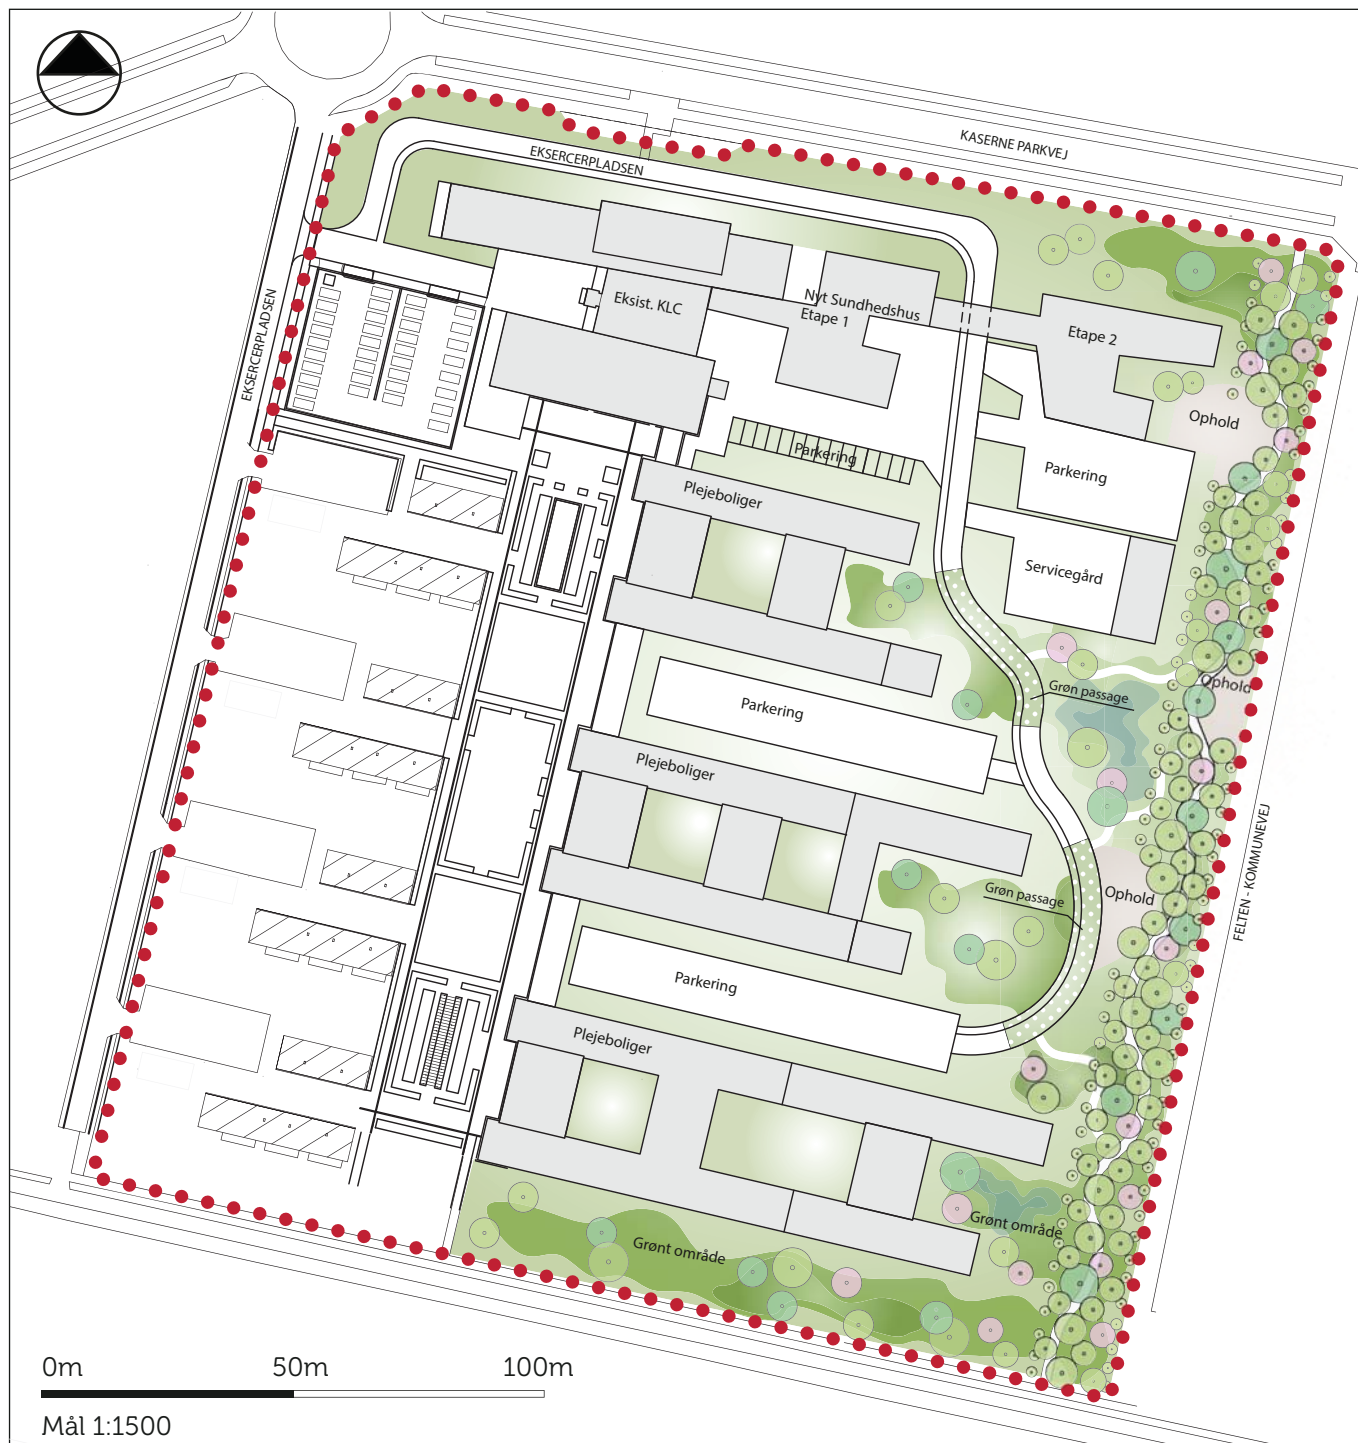 KASERNE PARKVEJ
EKSERCERPLADSEN
EKSERCERPLADSEN
Eksist. KLC
Nyt Sundhedshus
Etape 1
Etape 2
Ophold
Parkering
Parkering
Plejeboliger
Servicegård
Grøn passage
Ophold
Parkering
Plejeboliger
Grøn passage
Ophold
FELTEN - KOMMUNEVEJ
Parkering
Plejeboliger
Grønt område
Grønt område
0m 50m 100m
Mål 1:1500